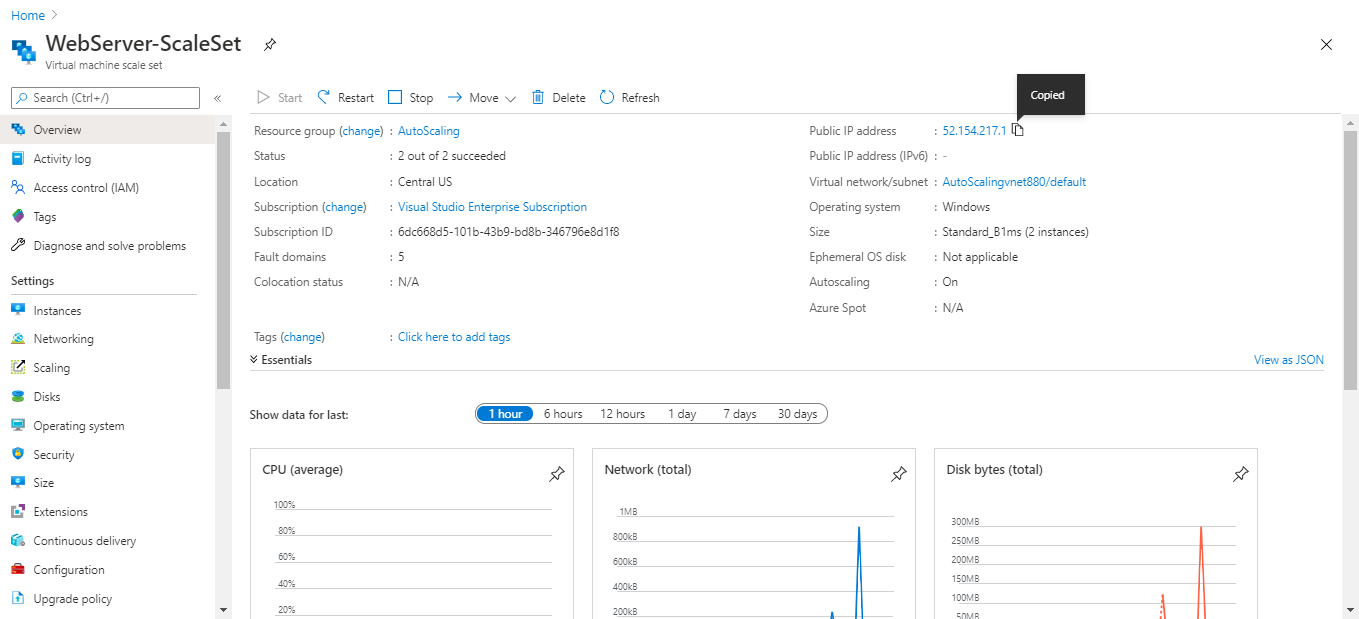 Home
WebServer-ScaleSet
Virtual machine scale set
Search (Ctrl+/)
«
Overview
Activity log
Access control (IAM)
Tags
Diagnose and solve problems
Settings
Instances
Networking
Scaling
Disks
Operating system
Security
Size
Extensions
Continuous delivery
Configuration
Upgrade policy
Start Restart Stop Move Delete Refresh
Copied
Resource group (change) : AutoScaling
Status : 2 out of 2 succeeded
Location : Central US
Subscription (change) : Visual Studio Enterprise Subscription
Subscription ID : 6dc668d5-101b-43b9-bd8b-346796e8d1f8
Fault domains : 5
Colocation status : N/A
Public IP address : 52.154.217.1
Public IP address (IPv6) : -
Virtual network/subnet : AutoScalingvnet880/default
Operating system : Windows
Size : Standard_B1ms (2 instances)
Ephemeral OS disk : Not applicable
Autoscaling : On
Azure Spot : N/A
Tags (change) : Click here to add tags
Essentials
View as JSON
Show data for last: 1 hour 6 hours 12 hours 1 day 7 days 30 days
CPU (average)
100%
80%
60%
40%
20%
Network (total)
1MB
800kB
600kB
400kB
200kB
Disk bytes (total)
300MB
250MB
200MB
150MB
100MB
50MB